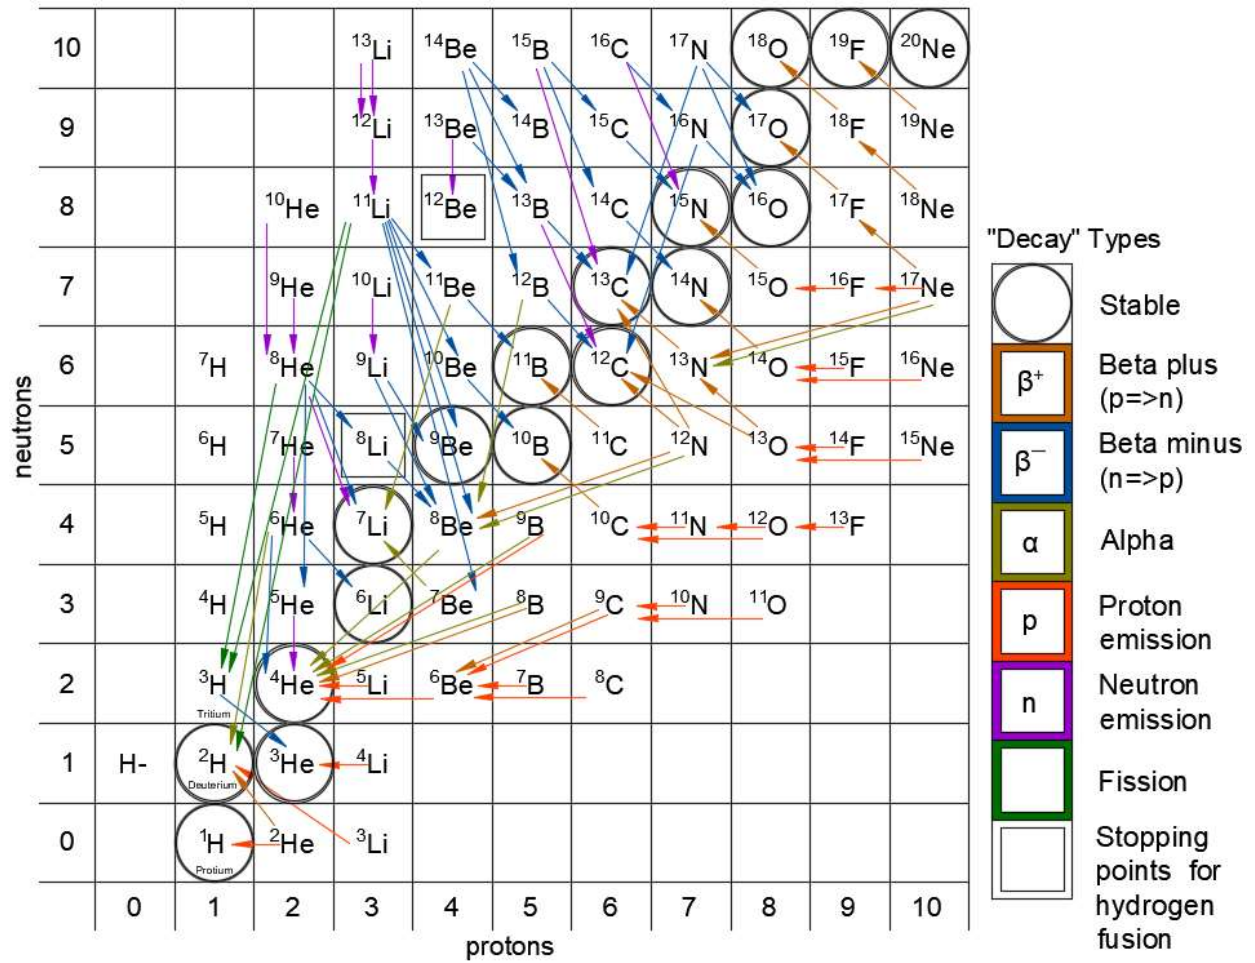 10 ¹³Li ¹⁴Be ¹⁵B ¹⁶C ¹⁷N ¹⁸O ¹⁹F ²⁰Ne
9 ¹²Li ¹³Be ¹⁴B ¹⁵C ¹⁶N ¹⁷O ¹⁸F ¹⁹Ne
8 ¹⁰He ¹¹Li ¹²Be ¹³B ¹⁴C ¹⁵N ¹⁶O ¹⁷F ¹⁸Ne
7 ⁹He ¹⁰Li ¹¹Be ¹²B ¹³C ¹⁴N ¹⁵O ¹⁶F ¹⁷Ne
6 ⁷H ⁸He ⁹Li ¹⁰Be ¹¹B ¹²C ¹³N ¹⁴O ¹⁵F ¹⁶Ne
5 ⁶H ⁷He ⁸Li ⁹Be ¹⁰B ¹¹C ¹²N ¹³O ¹⁴F ¹⁵Ne
4 ⁵H ⁶He ⁷Li ⁸Be ⁹B ¹⁰C ¹¹N ¹²O ¹³F
3 ⁴H ⁵He ⁶Li ⁷Be ⁸B ⁹C ¹⁰N ¹¹O
2 ³H ⁴He ⁵Li ⁶Be ⁷B ⁸C
Tritium
1 H- ²H ³He ⁴Li
Deuterium
0 ¹H ²He ³Li
Protium
0 1 2 3 4 5 6 7 8 9 10
protons
neutrons
"Decay" Types
Stable
β⁺ Beta plus
(p=>n)
β⁻ Beta minus
(n=>p)
α Alpha
p Proton
emission
n Neutron
emission
Fission
Stopping
points for
hydrogen
fusion